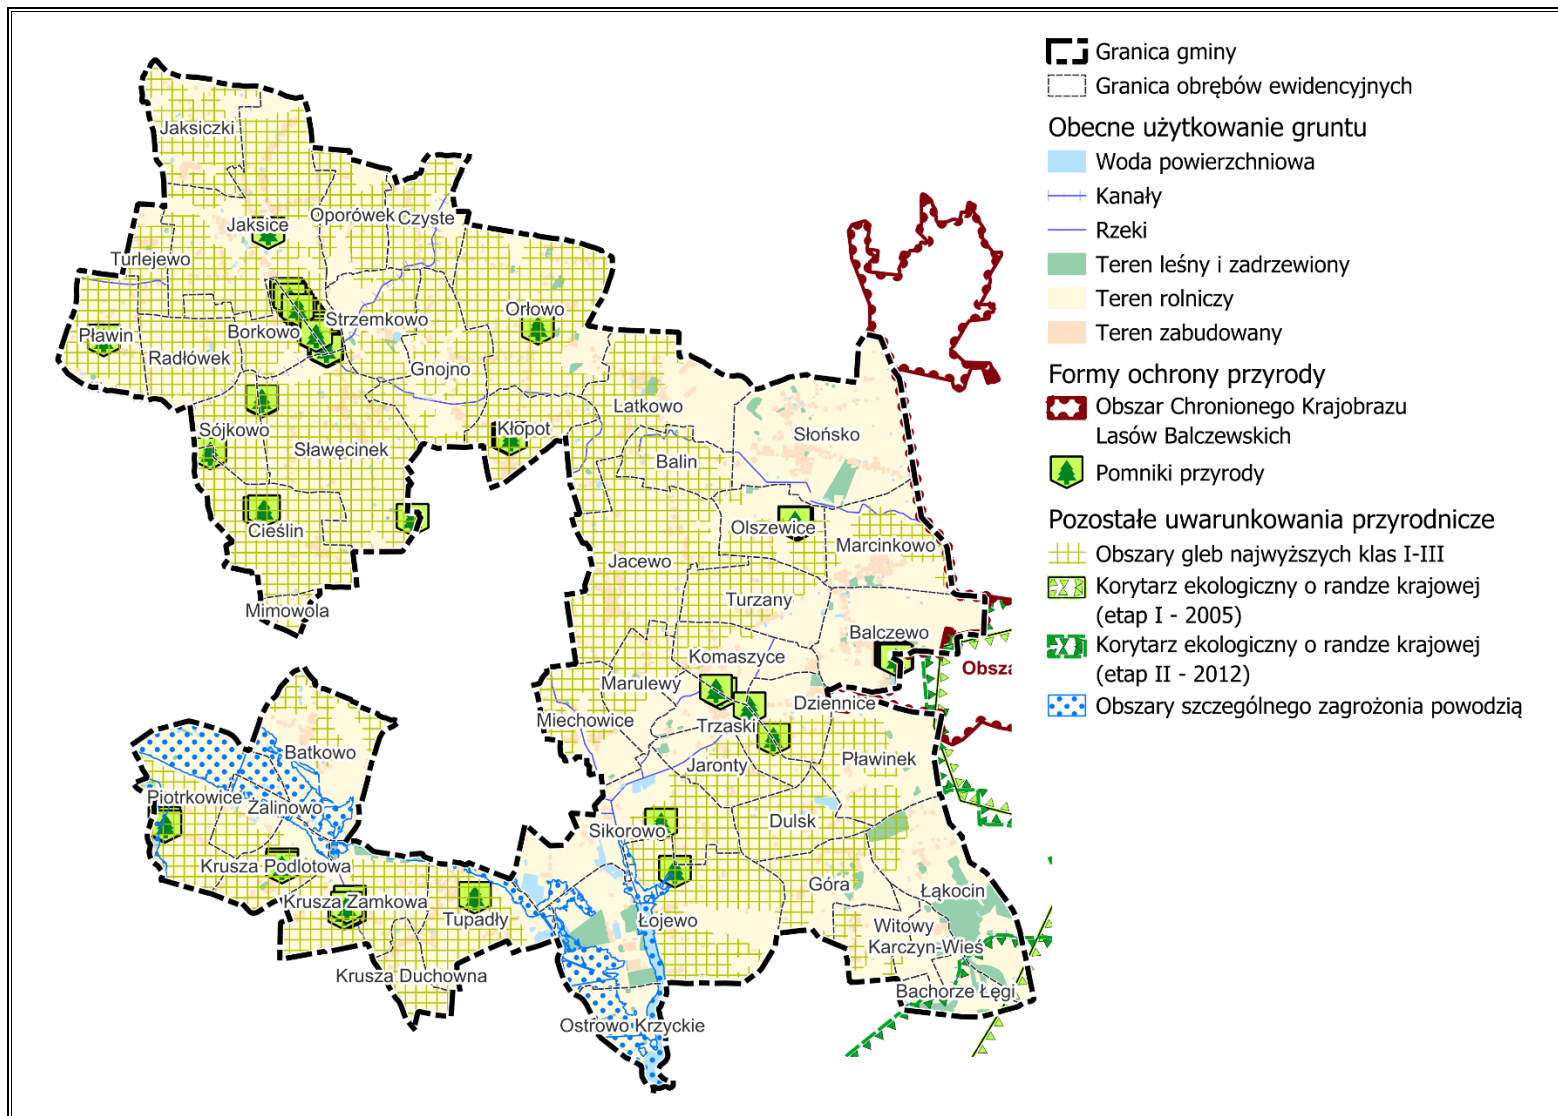 Granica gminy
Granica obrębów ewidencyjnych
Obecne użytkowanie gruntu
Woda powierzchniowa
Kanały
Rzeki
Teren leśny i zadrzewiony
Teren rolniczy
Teren zabudowany
Formy ochrony przyrody
Obszar Chronionego Krajobrazu
Lasów Balczewskich
Pomniki przyrody
Pozostałe uwarunkowania przyrodnicze
Obszary gleb najwyższych klas I-III
Korytarz ekologiczny o randze krajowej
(etap I - 2005)
Korytarz ekologiczny o randze krajowej
(etap II - 2012)
Obszary szczególnego zagrożonia powodzią
Jaksiczki
Jaksice
Oporówek
Czyste
Turlejewo
Pławin
Radłówek
Borkowo
Strzemkowo
Orłowo
Gnojno
Latkowo
Kłopot
Sójkowo
Sławęcinek
Słońsko
Balin
Cieślin
Olszewice
Marcinkowo
Jacewo
Mimowola
Turzany
Balczewo
Komaszyce
Obsza
Marulewy
Dziennice
Miechowice
Trzaski
Batkowo
Jaronty
Pławinek
Piotrkowice
Żalinowo
Sikorowo
Dulsk
Krusza Podlotowa
Góra
Łąkocin
Krusza Zamkowa
Tupadły
Łojewo
Witowy
Karczyn-Wieś
Krusza Duchowna
Bachorze Łęgi
Ostrowo Krzyckie